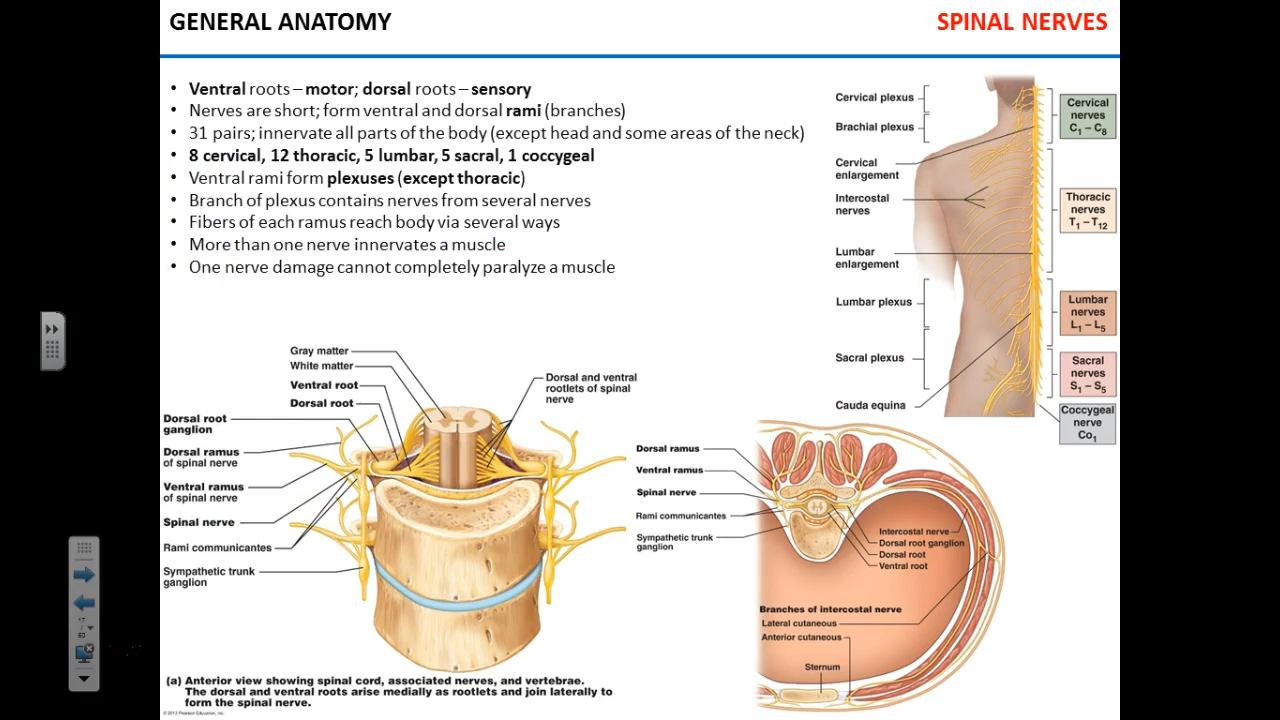 GENERAL ANATOMY
SPINAL NERVES
• Ventral roots – motor; dorsal roots – sensory
• Nerves are short; form ventral and dorsal rami (branches)
• 31 pairs; innervate all parts of the body (except head and some areas of the neck)
• 8 cervical, 12 thoracic, 5 lumbar, 5 sacral, 1 coccygeal
• Ventral rami form plexuses (except thoracic)
• Branch of plexus contains nerves from several nerves
• Fibers of each ramus reach body via several ways
• More than one nerve innervates a muscle
• One nerve damage cannot completely paralyze a muscle
Cervical plexus
Brachial plexus
Cervical
enlargement
Intercostal
nerves
Lumbar
enlargement
Lumbar plexus
Sacral plexus
Cauda equina
Cervical
nerves
C1 – C8
Thoracic
nerves
T1 – T12
Lumbar
nerves
L1 – L5
Sacral
nerves
S1 – S5
Coccygeal
nerve
Co1
Gray matter
White matter
Ventral root
Dorsal root
Dorsal root
ganglion
Dorsal ramus
of spinal nerve
Ventral ramus
of spinal nerve
Spinal nerve
Rami communicantes
Sympathetic trunk
ganglion
Dorsal and ventral
rootlets of spinal
nerve
(a) Anterior view showing spinal cord, associated nerves, and vertebrae.
The dorsal and ventral roots arise medially as rootlets and join laterally to
form the spinal nerve.
© 2013 Pearson Education, Inc.
Dorsal ramus
Ventral ramus
Spinal nerve
Rami communicantes
Sympathetic trunk
ganglion
Intercostal nerve
Dorsal root ganglion
Dorsal root
Ventral root
Branches of intercostal nerve
Lateral cutaneous
Anterior cutaneous
Sternum